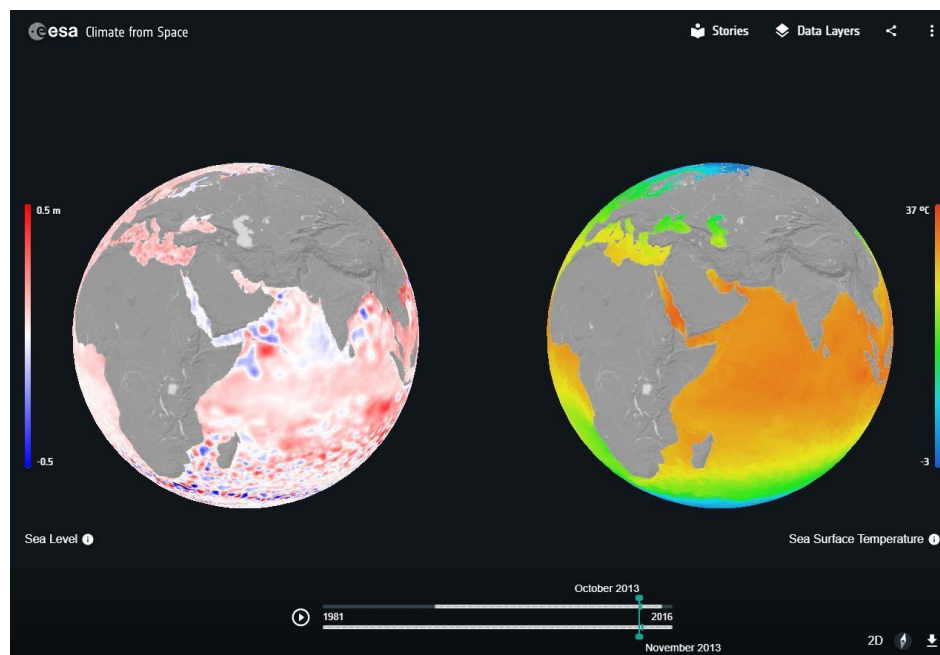 esa Climate from Space
Stories
Data Layers
0.5 m
-0.5
37 ºC
-3
Sea Level
Sea Surface Temperature
October 2013
1981
2016
November 2013
2D